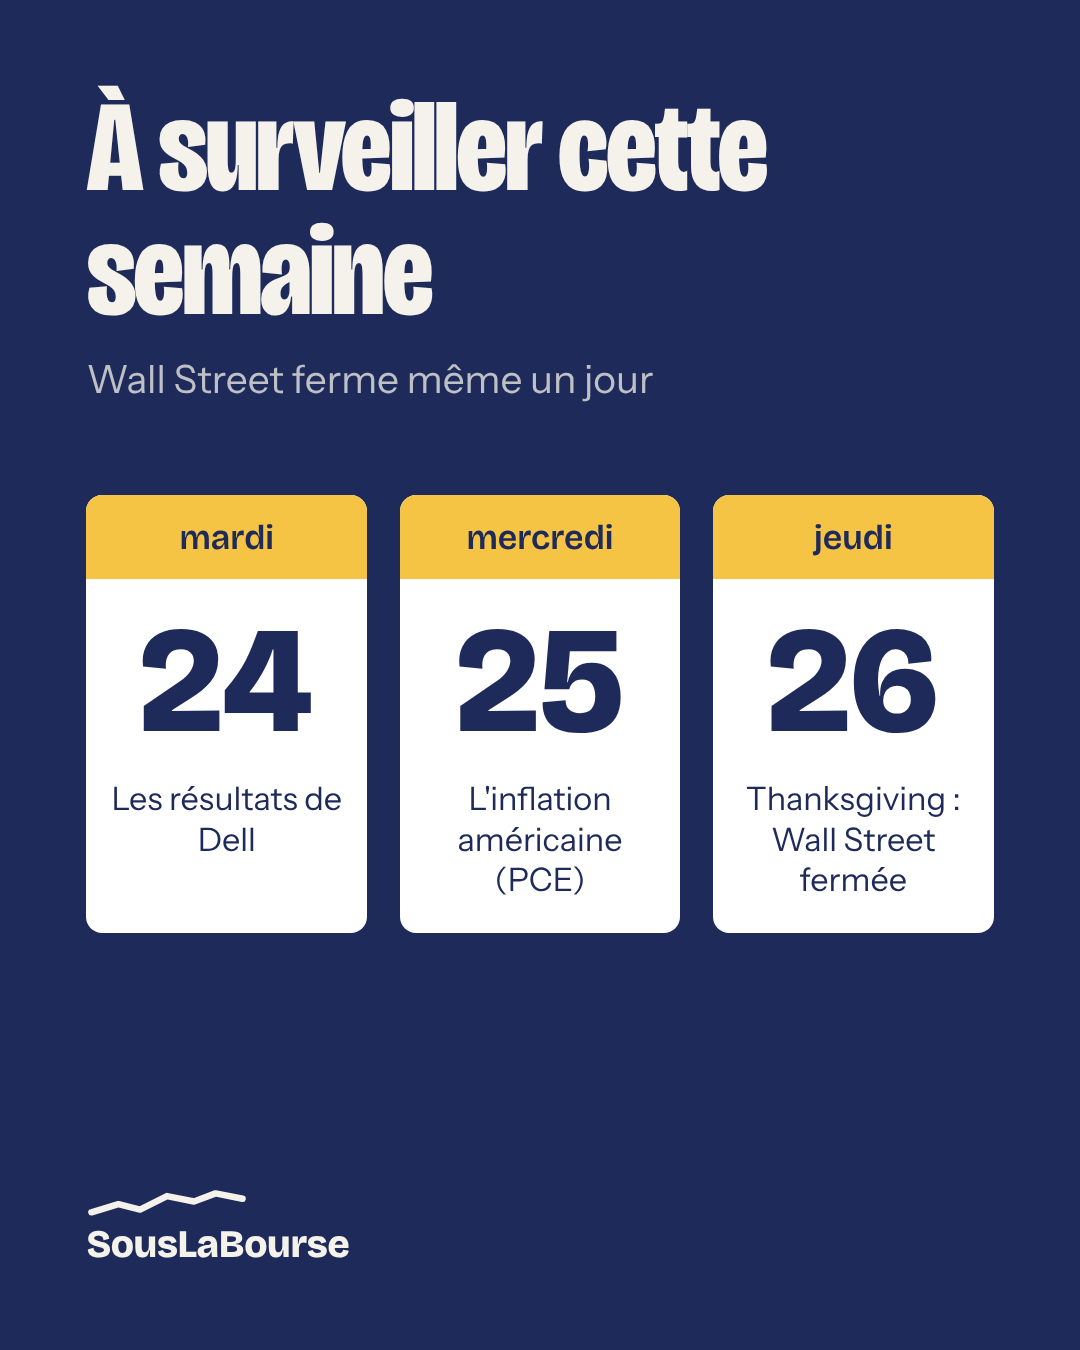 À surveiller cette
semaine
Wall Street ferme même un jour
mardi
24
Les résultats de
Dell
mercredi
25
L'inflation
américaine
(PCE)
jeudi
26
Thanksgiving :
Wall Street
fermée
SousLaBourse